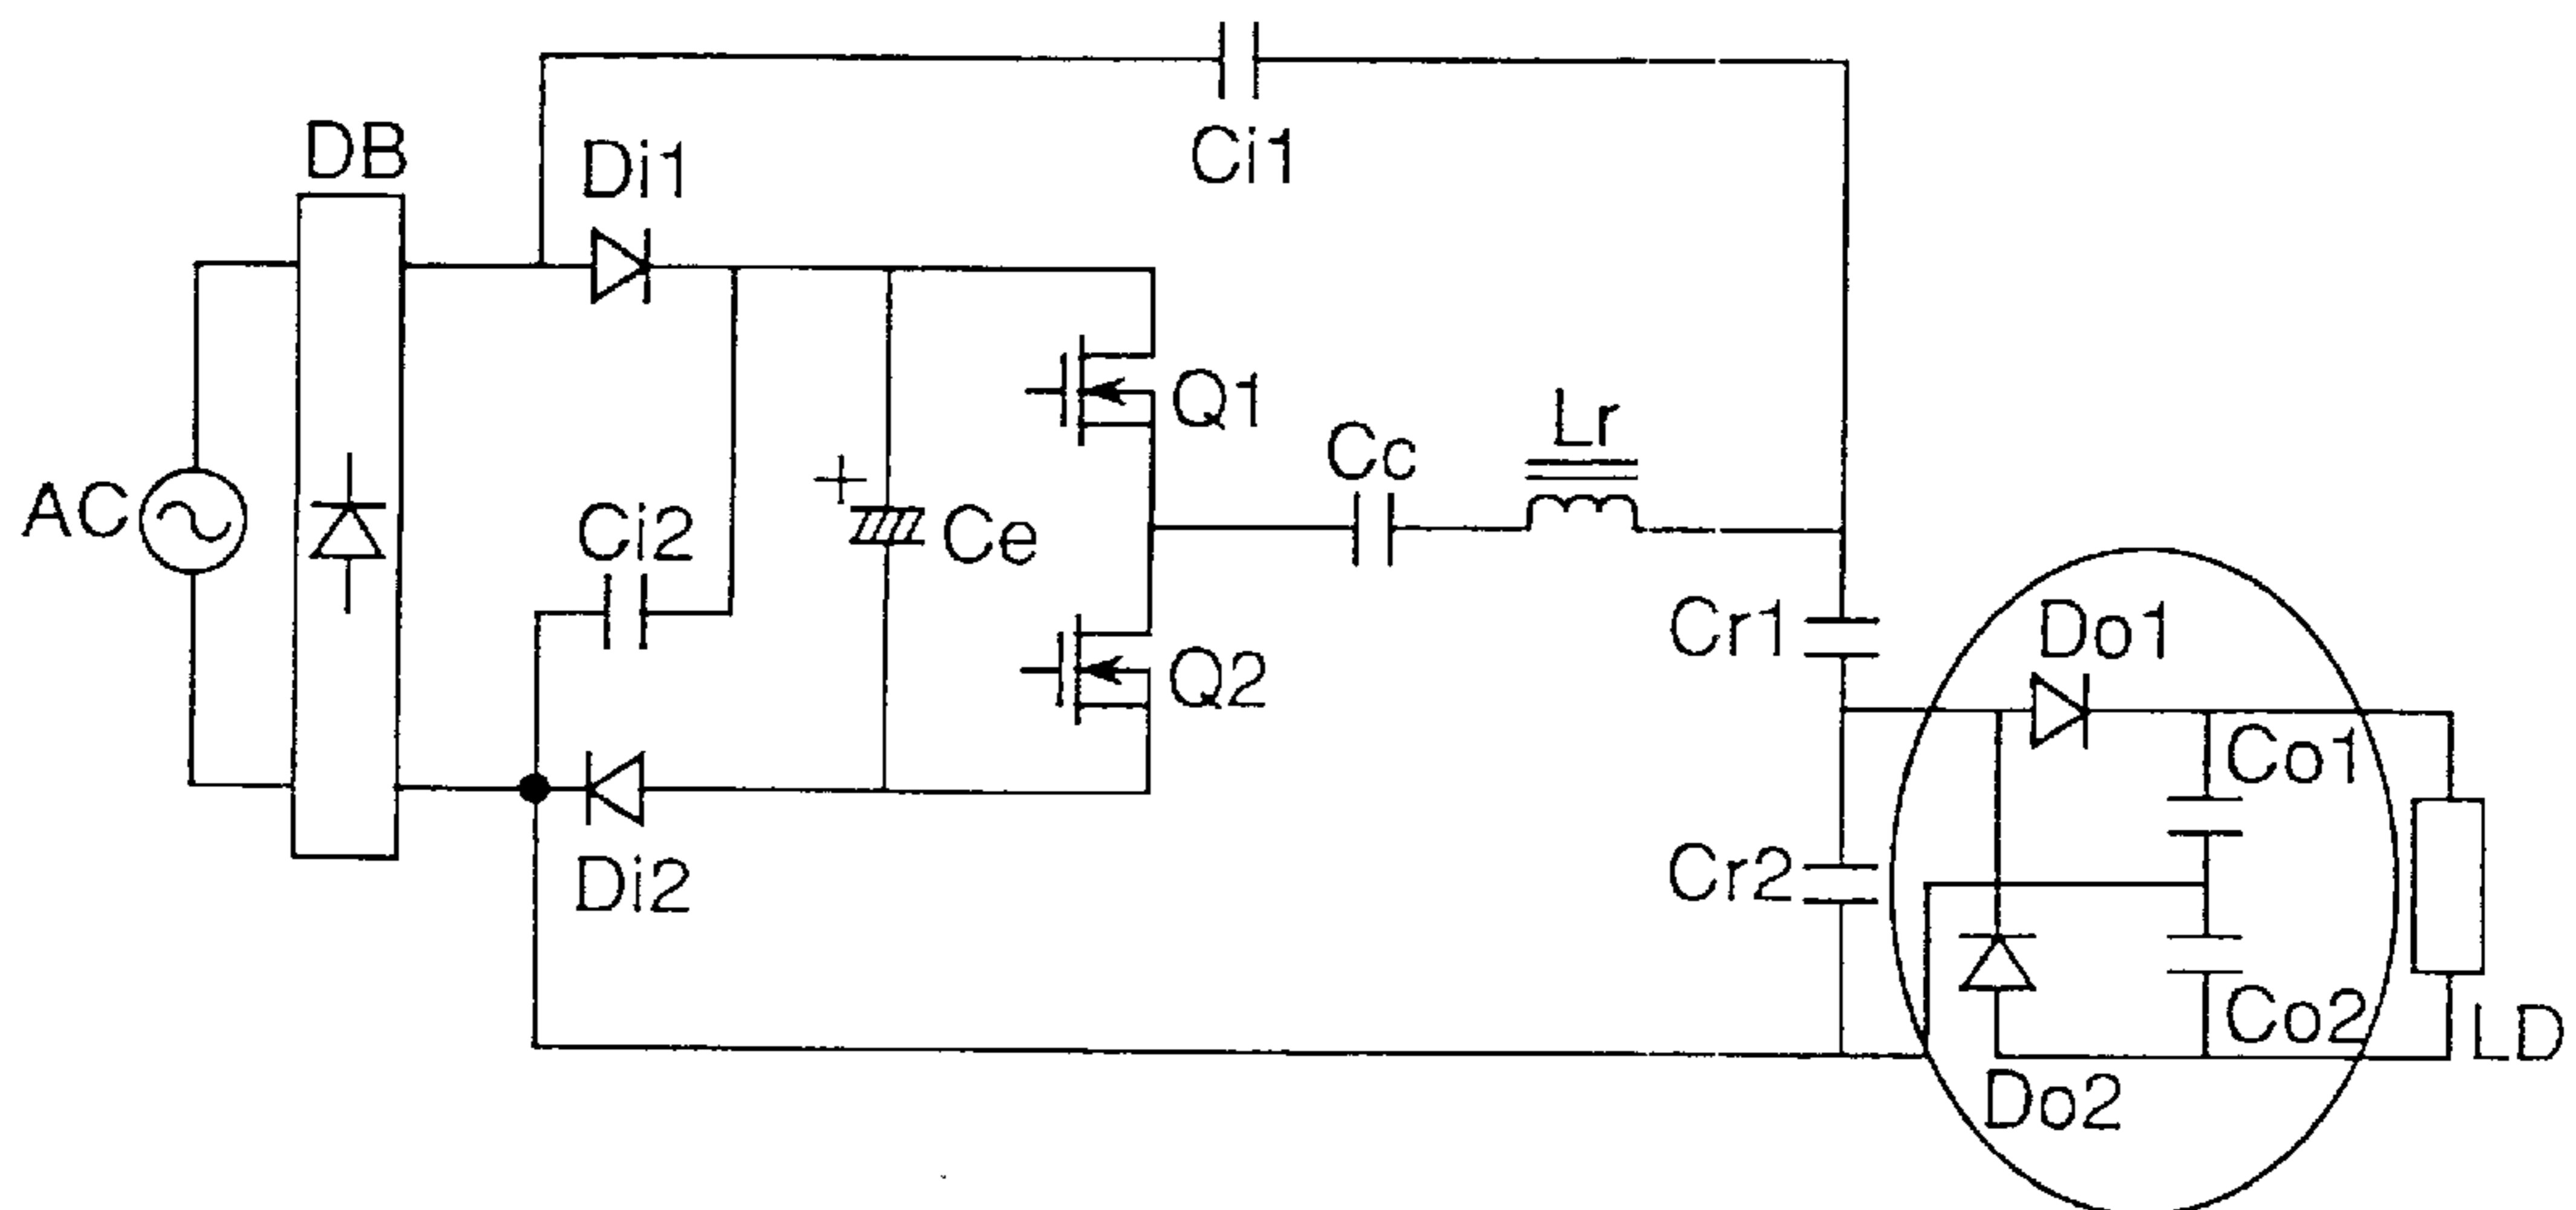 Ci1
DB
Di1
Q1
Lr
Cc
AC
Ci2
+
Ce
Cr1
Do1
Q2
Co1
Di2
Cr2
Co2
LD
Do2